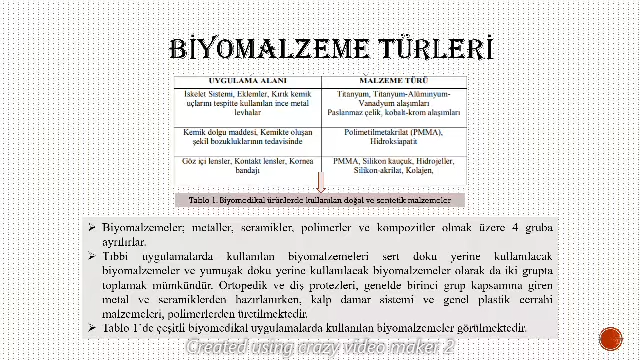 BİYOMALZEME TÜRLERİ
UYGULAMA ALANI MALZEME TÜRÜ
İskelet Sistemi, Eklemler, Kırık kemik Titanyum, Titanyum-Alüminyum-
uçlarını tespitte kullanılan ince metal Vanadyum alaşımları
levhalar Paslanmaz çelik, kobalt-krom alaşımları
Kemik dolgu maddesi, Kemikte oluşan Polimetilmetakrilat (PMMA),
şekil bozukluklarının tedavisinde Hidroksiapatit
Göz içi lensler, Kontakt lensler, Kornea PMMA, Silikon kauçuk, Hidrojeller,
bandajı Silikon-akrilat, Kolajen,
Tablo 1. Biyomedikal ürünlerde kullanılan doğal ve sentetik malzemeler
➢ Biyomalzemeler; metaller, seramikler, polimerler ve kompozitler olmak üzere 4 gruba
ayrılırlar.
➢ Tıbbi uygulamalarda kullanılan biyomalzemeleri sert doku yerine kullanılacak
biyomalzemeler ve yumuşak doku yerine kullanılacak biyomalzemeler olarak da iki grupta
toplamak mümkündür. Ortopedik ve diş protezleri, genelde birinci grup kapsamına giren
metal ve seramiklerden hazırlanırken, kalp damar sistemi ve genel plastik cerrahi
malzemeleri, polimerlerden üretilmektedir.
➢ Tablo 1'de çeşitli biyomedikal uygulamalarda kullanılan biyomalzemeler görülmektedir.
Created using crazy video maker 2